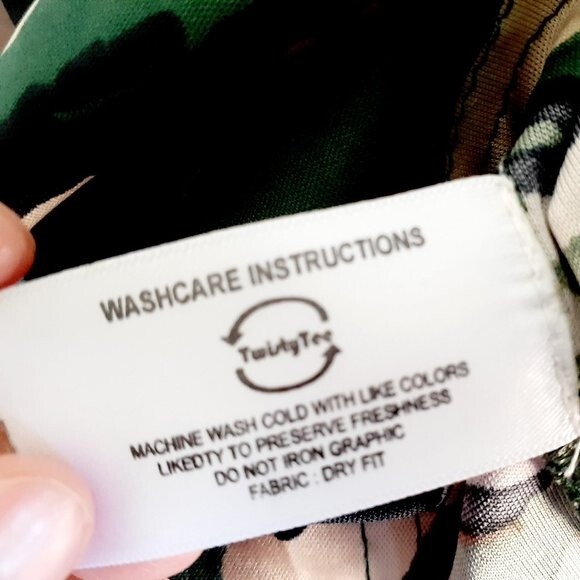 WASHCARE INSTRUCTIONS
TwistyTee
MACHINE WASH COLD WITH LIKE COLORS
LIKEDTY TO PRESERVE FRESHNESS
DO NOT IRON GRAPHIC
FABRIC : DRY FIT